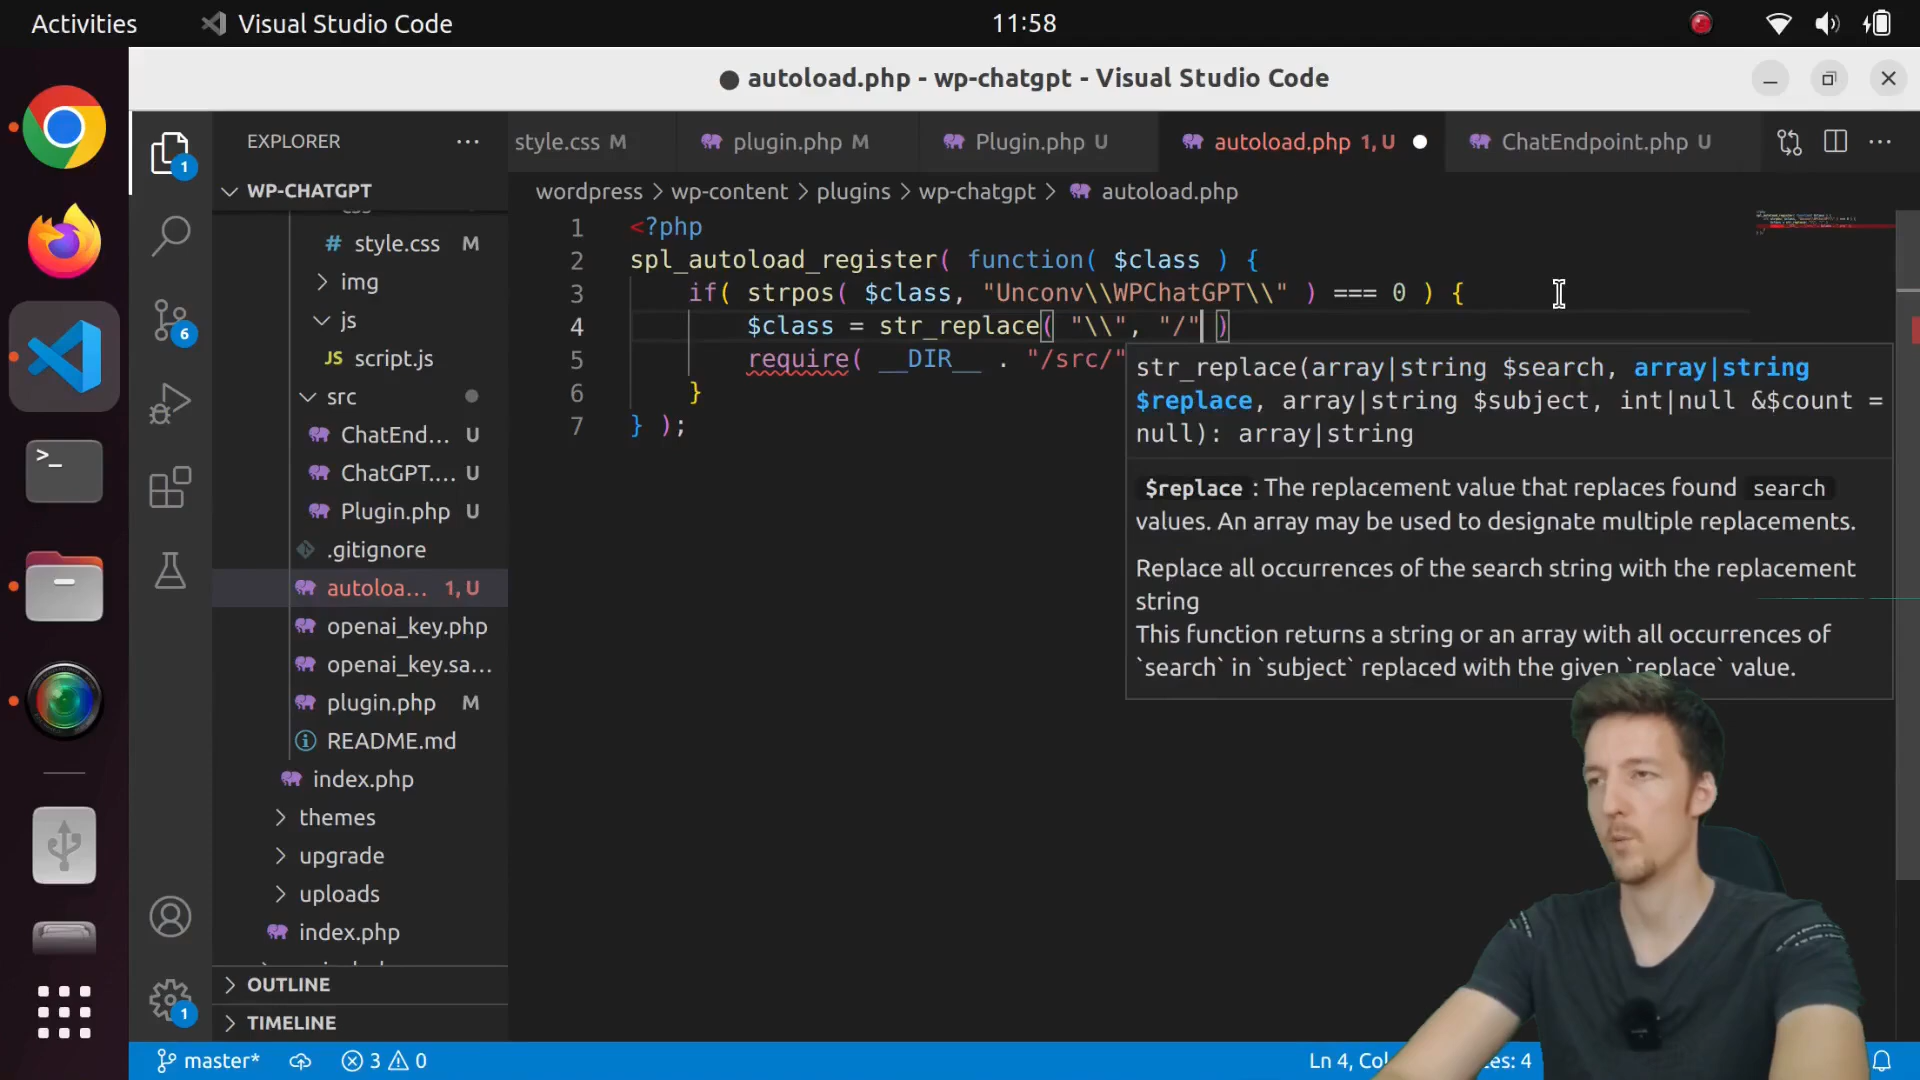 Activities
Visual Studio Code
11:58
● autoload.php - wp-chatgpt - Visual Studio Code
EXPLORER
style.css M
plugin.php M
Plugin.php U
autoload.php 1, U
ChatEndpoint.php U
WP-CHATGPT
wordpress > wp-content > plugins > wp-chatgpt > autoload.php
css
# style.css M
img
js
JS script.js
src
ChatEnd... U
ChatGPT.... U
Plugin.php U
.gitignore
autoloa... 1, U
openai_key.php
openai_key.sa...
plugin.php M
README.md
index.php
themes
upgrade
uploads
index.php
OUTLINE
TIMELINE
1
6
1
1 <?php
2 spl_autoload_register( function( $class ) {
3 if( strpos( $class, "Unconv\\WPChatGPT\\" ) === 0 ) {
4 $class = str_replace( "\\", "/" )
5 require( __DIR__ . "/src/"
6 }
7 } );
str_replace(array|string $search, array|string
$replace, array|string $subject, int|null &$count =
null): array|string
$replace: The replacement value that replaces found search
values. An array may be used to designate multiple replacements.
Replace all occurrences of the search string with the replacement
string
This function returns a string or an array with all occurrences of
`search` in `subject` replaced with the given `replace` value.
master*
3
0
Ln 4,
4